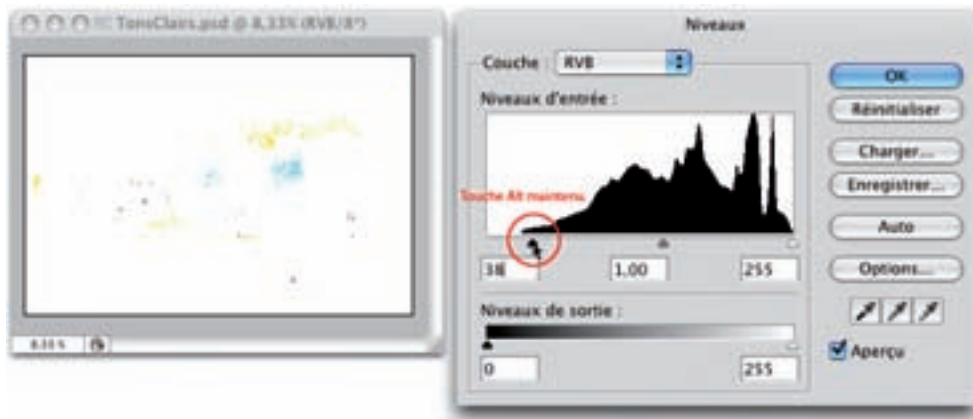 TonsClairs.psd @ 8,33% (RVB/8*)
8,33 %
Niveaux
Couche : RVB
Niveaux d'entrée :
Touche Alt maintenu
38 1,00 255
Niveaux de sortie :
0 255
OK
Réinitialiser
Charger...
Enregistrer...
Auto
Options...
Aperçu